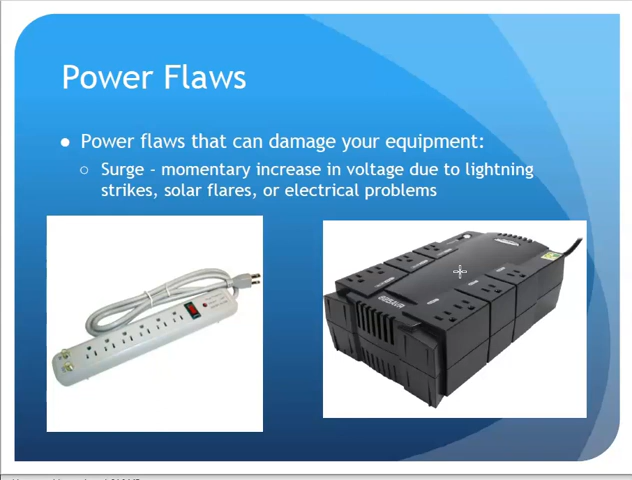 Power Flaws
● Power flaws that can damage your equipment:
○ Surge - momentary increase in voltage due to lightning
strikes, solar flares, or electrical problems